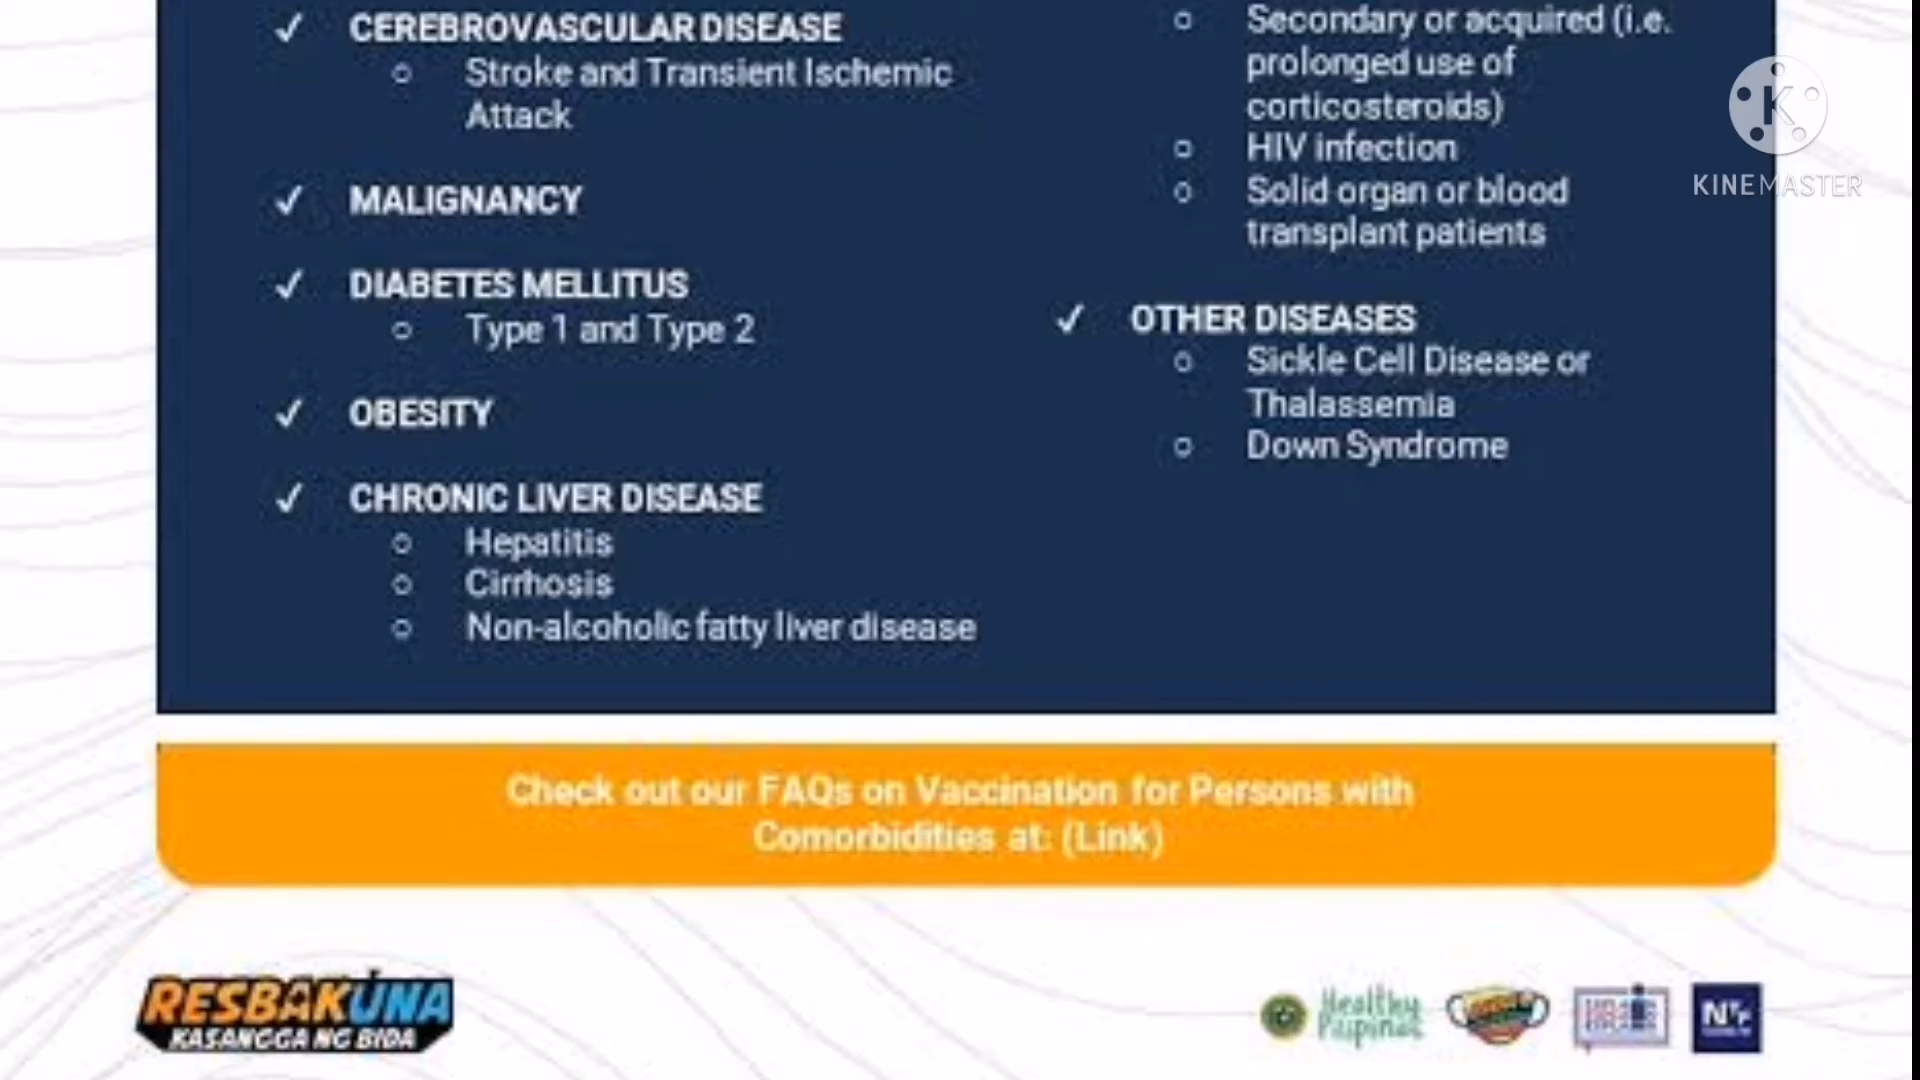 CEREBROVASCULAR DISEASE
Stroke and Transient Ischemic
Attack
MALIGNANCY
DIABETES MELLITUS
Type 1 and Type 2
OBESITY
CHRONIC LIVER DISEASE
Hepatitis
Cirrhosis
Non-alcoholic fatty liver disease
Secondary or acquired (i.e.
prolonged use of
corticosteroids)
HIV infection
Solid organ or blood
transplant patients
OTHER DISEASES
Sickle Cell Disease or
Thalassemia
Down Syndrome
K
KINEMASTER
Check out our FAQs on Vaccination for Persons with
Comorbidities at: (Link)
RESBAKUNA
KASANGGA NG BIDA
Healthy
Pilipinas
NTF